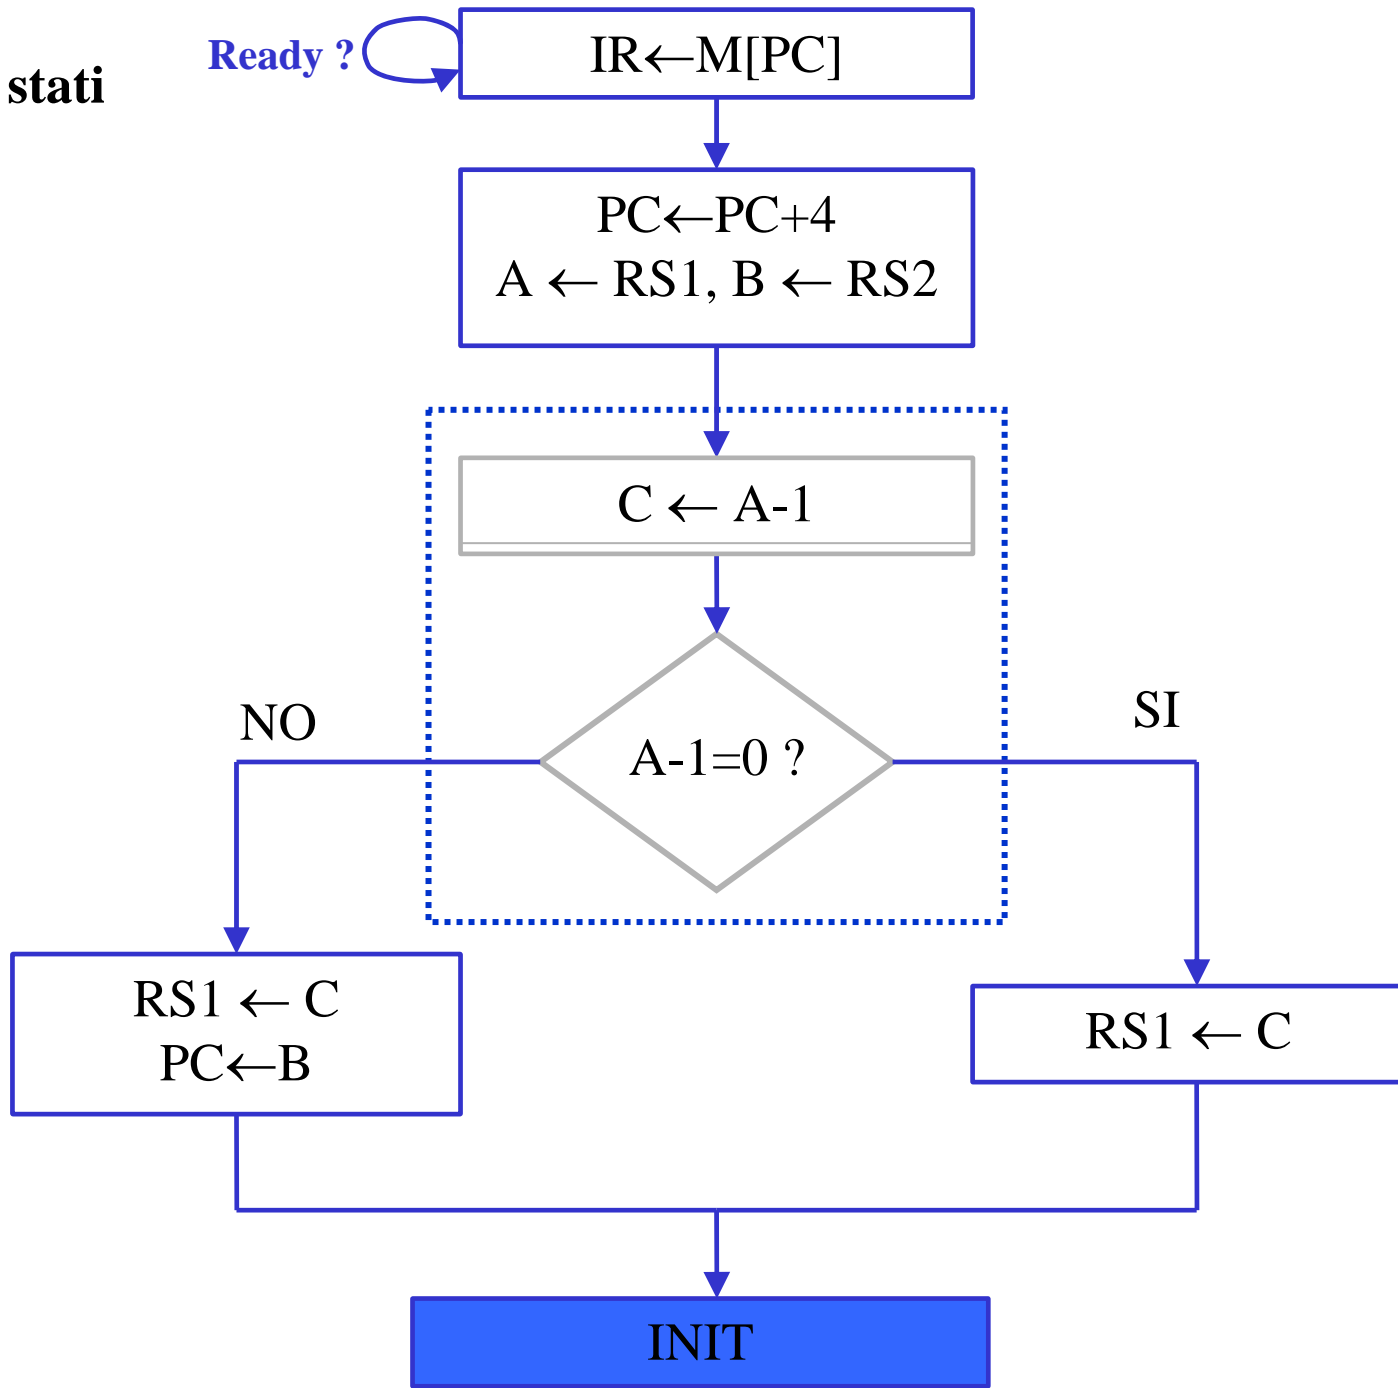 Ready ?
IR←M[PC]
stati
PC←PC+4
A ← RS1, B ← RS2
C ← A-1
A-1=0 ?
NO
SI
RS1 ← C
PC←B
RS1 ← C
INIT